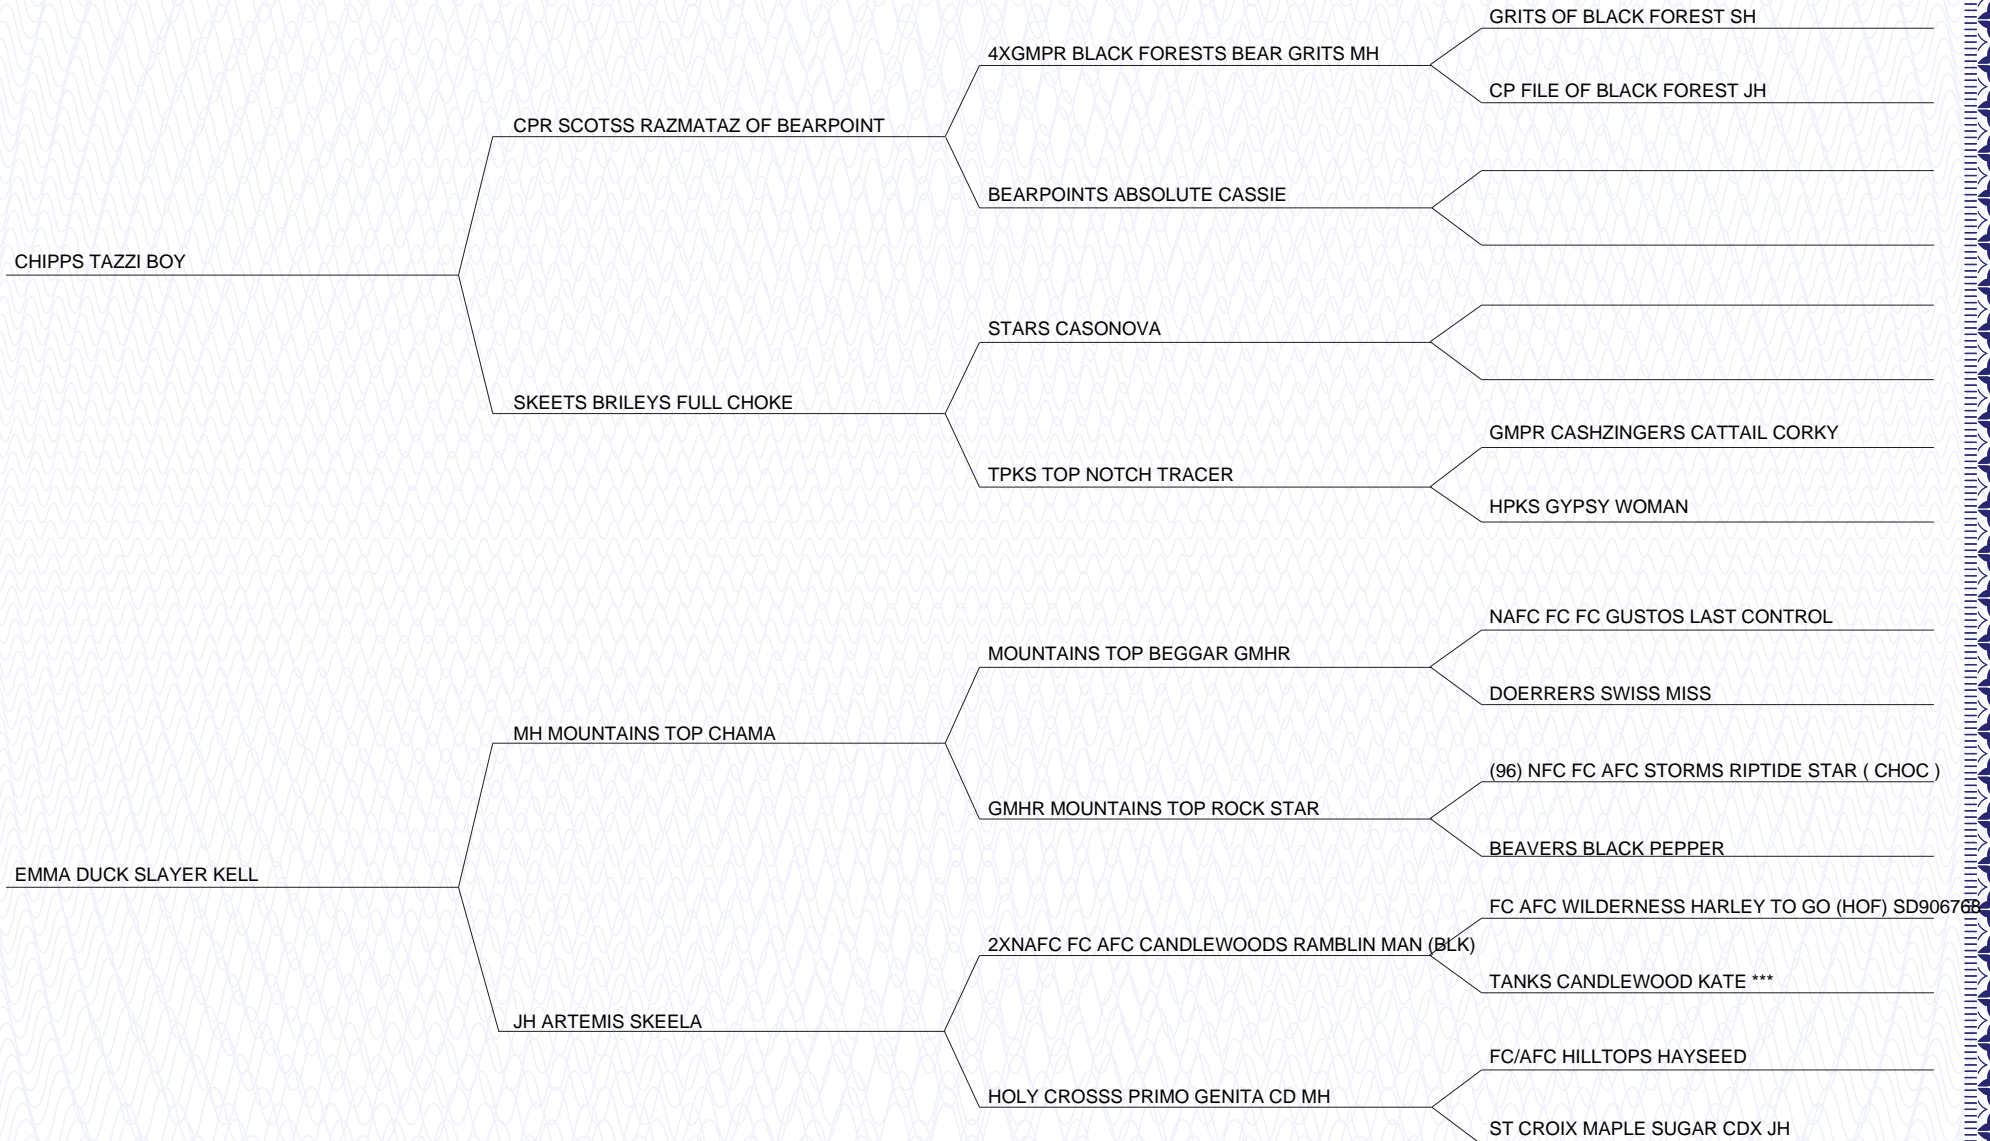 GRITS OF BLACK FOREST SH
4XGMPR BLACK FORESTS BEAR GRITS MH
CP FILE OF BLACK FOREST JH
CPR SCOTSS RAZMATAZ OF BEARPOINT
BEARPOINTS ABSOLUTE CASSIE
CHIPPS TAZZI BOY
STARS CASONOVA
SKEETS BRILEYS FULL CHOKE
GMPR CASHZINGERS CATTAIL CORKY
TPKS TOP NOTCH TRACER
HPKS GYPSY WOMAN
NAFC FC FC GUSTOS LAST CONTROL
MOUNTAINS TOP BEGGAR GMHR
DOERRERS SWISS MISS
MH MOUNTAINS TOP CHAMA
(96) NFC FC AFC STORMS RIPTIDE STAR ( CHOC )
GMHR MOUNTAINS TOP ROCK STAR
BEAVERS BLACK PEPPER
EMMA DUCK SLAYER KELL
FC AFC WILDERNESS HARLEY TO GO (HOF)
2XNAFC FC AFC CANDLEWOODS RAMBLIN MAN (BLK)
TANKS CANDLEWOOD KATE ***
JH ARTEMIS SKEELA
FC/AFC HILLTOPS HAYSEED
HOLY CROSSS PRIMO GENITA CD MH
ST CROIX MAPLE SUGAR CDX JH